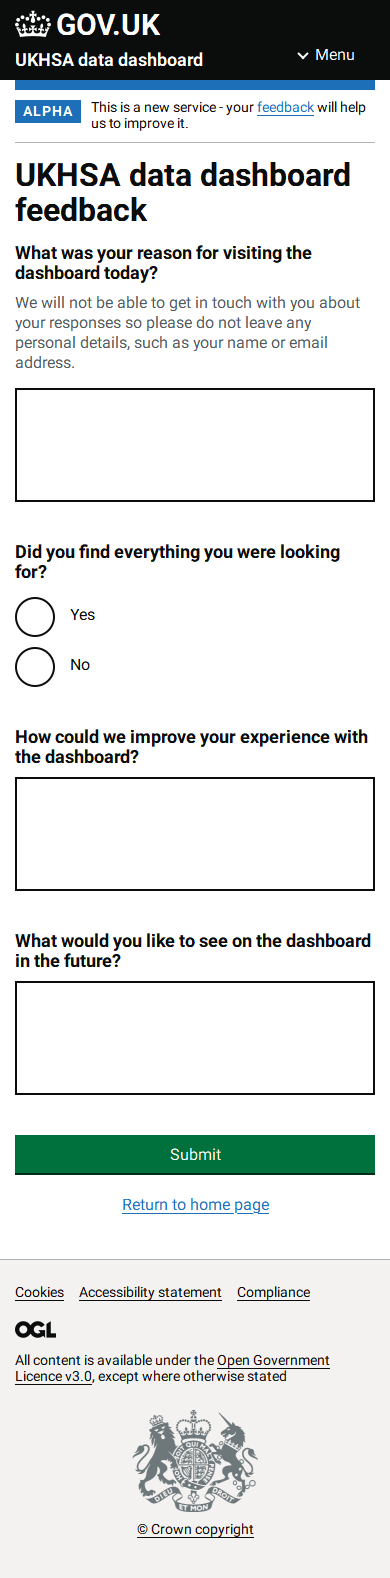 GOV.UK
UKHSA data dashboard
Menu
ALPHA
This is a new service - your feedback will help
us to improve it.
UKHSA data dashboard
feedback
What was your reason for visiting the
dashboard today?
We will not be able to get in touch with you about
your responses so please do not leave any
personal details, such as your name or email
address.
Did you find everything you were looking
for?
Yes
No
How could we improve your experience with
the dashboard?
What would you like to see on the dashboard
in the future?
Submit
Return to home page
Cookies
Accessibility statement
Compliance
OGL
All content is available under the Open Government
Licence v3.0, except where otherwise stated
DIEU ET MON DROIT
© Crown copyright